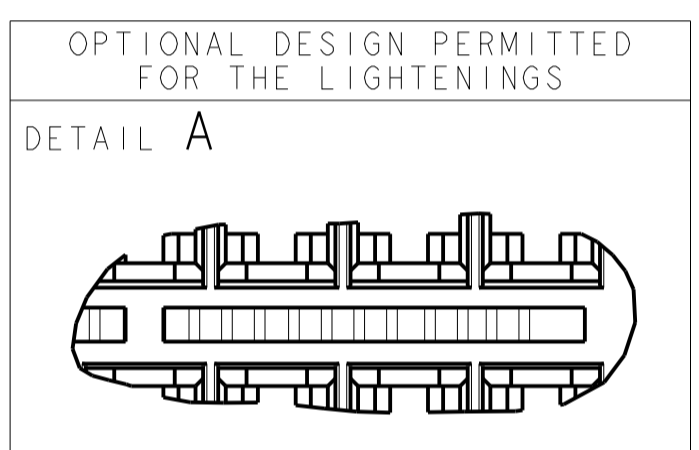 OPTIONAL DESIGN PERMITTED
FOR THE LIGHTENINGS
DETAIL A